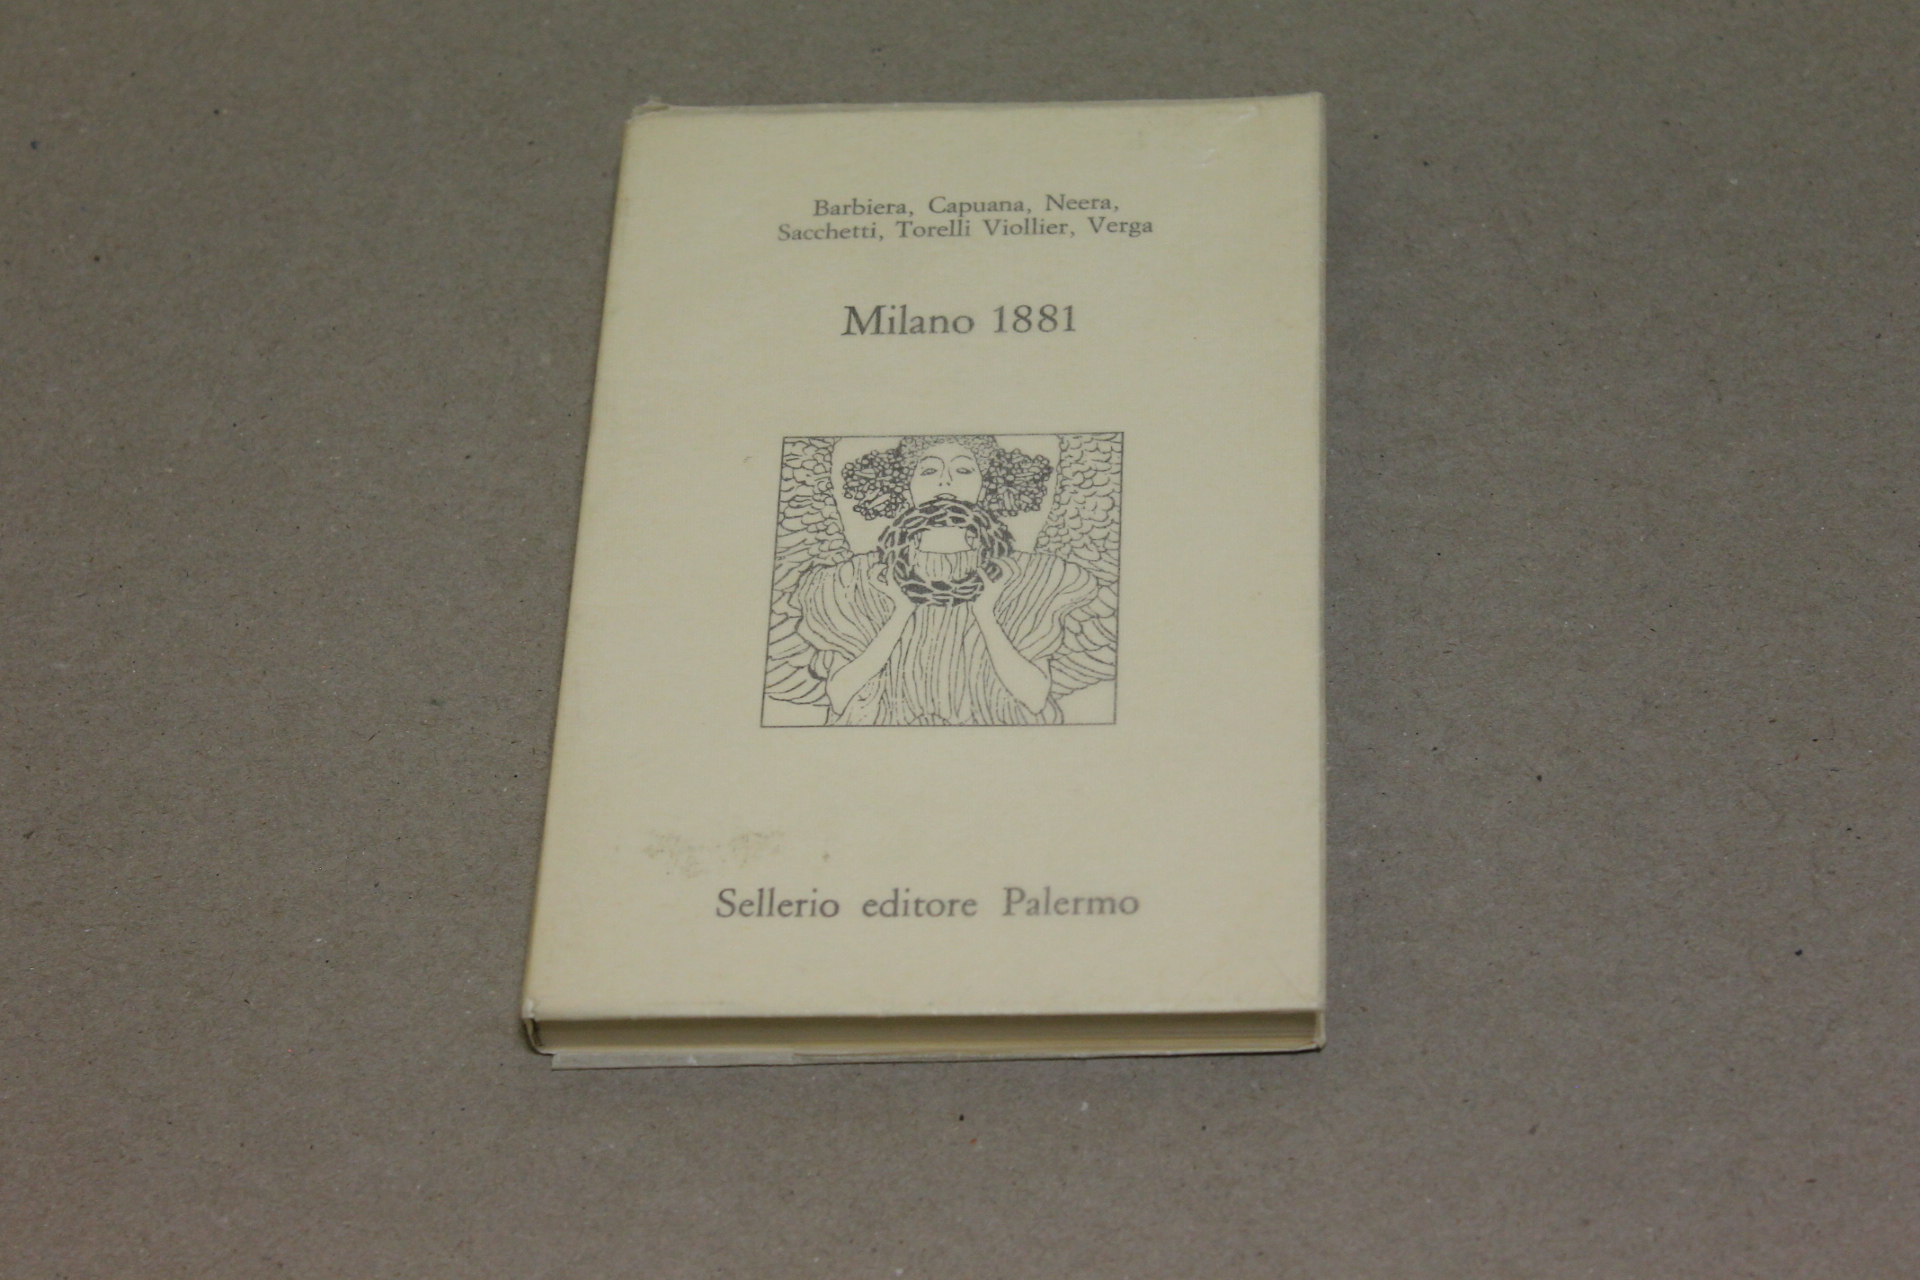 Barbiera, Capuana, Neera,
Sacchetti, Torelli Viollier, Verga
Milano 1881
Sellerio editore Palermo